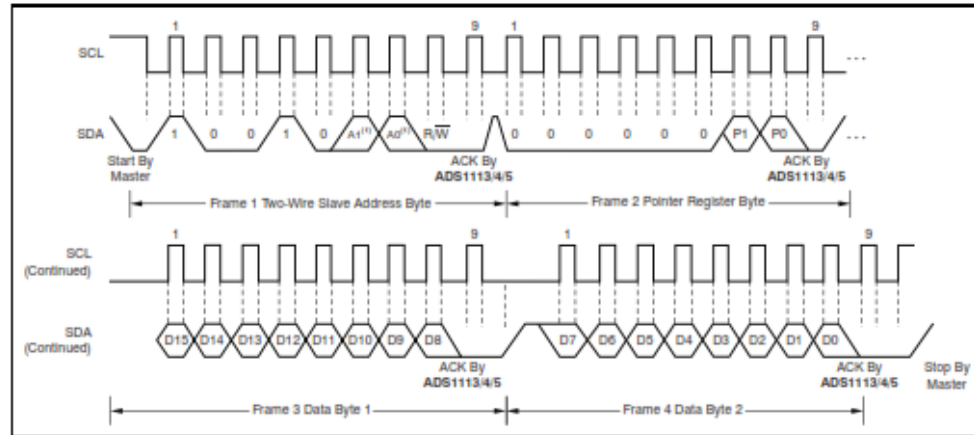 1 9 1 9
SCL ...
SDA 1 0 0 1 0 A1(1) A0(1) R/W 0 0 0 0 0 0 P1 P0 ...
Start By Master ACK By ADS1113/4/5 ACK By ADS1113/4/5
Frame 1 Two-Wire Slave Address Byte Frame 2 Pointer Register Byte
1 9 1 9
SCL (Continued)
SDA (Continued) D15 D14 D13 D12 D11 D10 D9 D8 D7 D6 D5 D4 D3 D2 D1 D0
ACK By ADS1113/4/5 ACK By ADS1113/4/5 Stop By Master
Frame 3 Data Byte 1 Frame 4 Data Byte 2